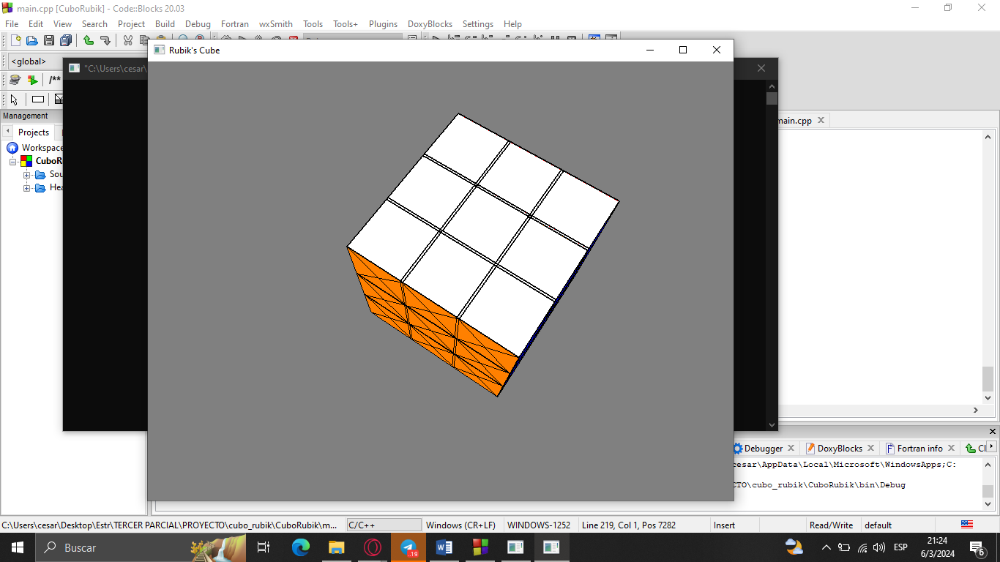 main.cpp [CuboRubik] - Code::Blocks 20.03
File Edit View Search Project Build Debug Fortran wxSmith Tools Tools+ Plugins DoxyBlocks Settings Help
Rubik's Cube
<global>
"C:\Users\cesar\
/**
Management
Projects
main.cpp
Workspace
CuboR
Sou
Hea
Debugger DoxyBlocks Fortran info Cl
cesar\AppData\Local\Microsoft\WindowsApps;C:
CTO\cubo_rubik\CuboRubik\bin\Debug
C:\Users\cesar\Desktop\Estr\TERCER PARCIAL\PROYECTO\cubo_rubik\CuboRubik\m... C/C++ Windows (CR+LF) WINDOWS-1252 Line 219, Col 1, Pos 7282 Insert Read/Write default
Buscar
.19
ESP
21:24
6/3/2024
6